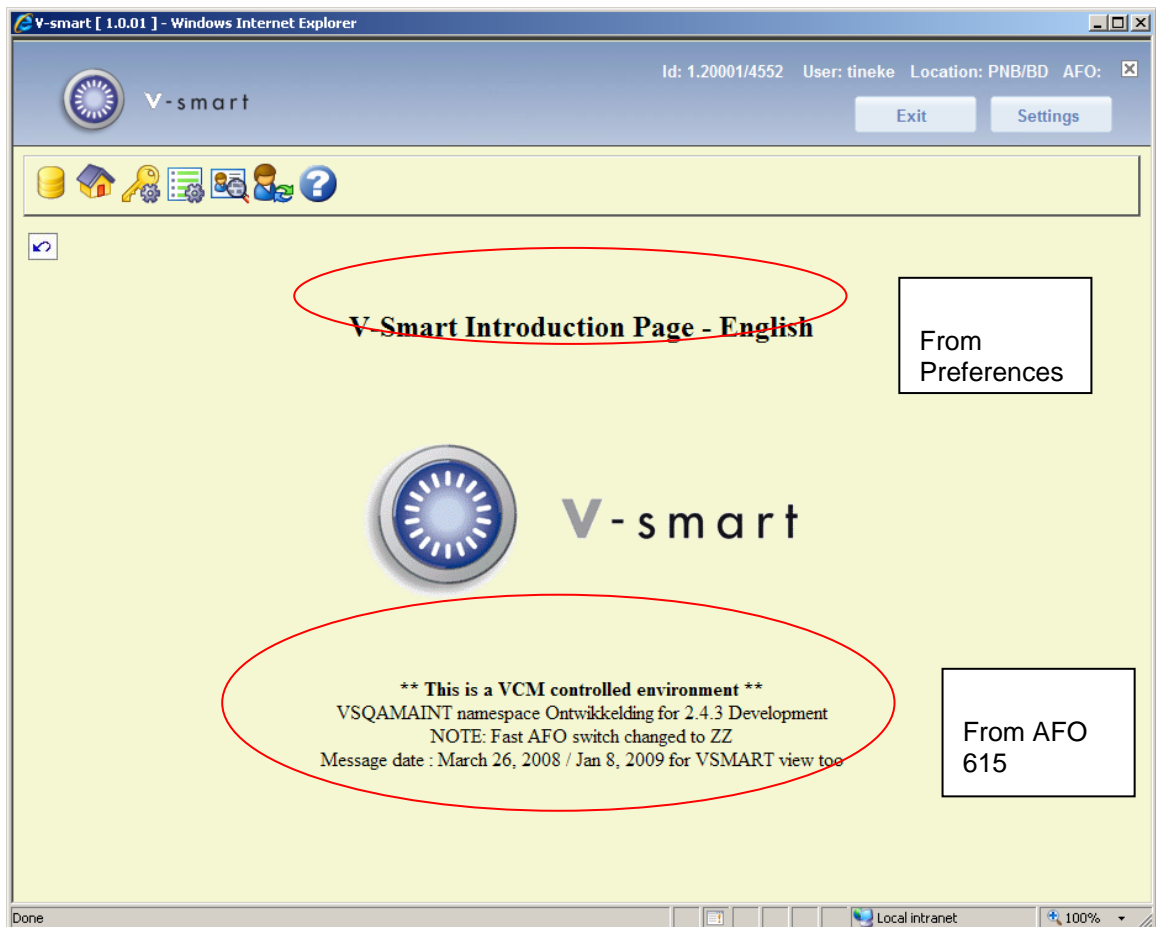 V-smart [ 1.0.01 ] - Windows Internet Explorer
Id: 1.20001/4552 User: tineke Location: PNB/BD AFO:
V-smart
Exit Settings
V-Smart Introduction Page - English
From
Preferences
V-smart
** This is a VCM controlled environment **
VSQAMAINT namespace Ontwikkelding for 2.4.3 Development
NOTE: Fast AFO switch changed to ZZ
Message date : March 26, 2008 / Jan 8, 2009 for VSMART view too
From AFO
615
Done Local intranet 100%